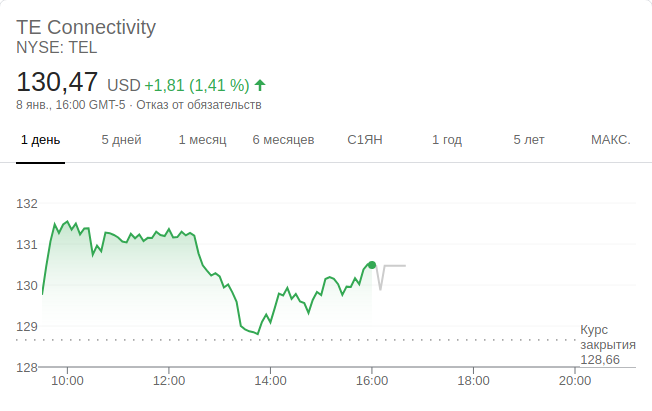 TE Connectivity
NYSE: TEL
130,47 USD +1,81 (1,41 %)
8 янв., 16:00 GMT-5 · Отказ от обязательств
1 день 5 дней 1 месяц 6 месяцев С1ЯН 1 год 5 лет МАКС.
132
131
130
129
128
Курс
закрытия
128,66
10:00 12:00 14:00 16:00 18:00 20:00